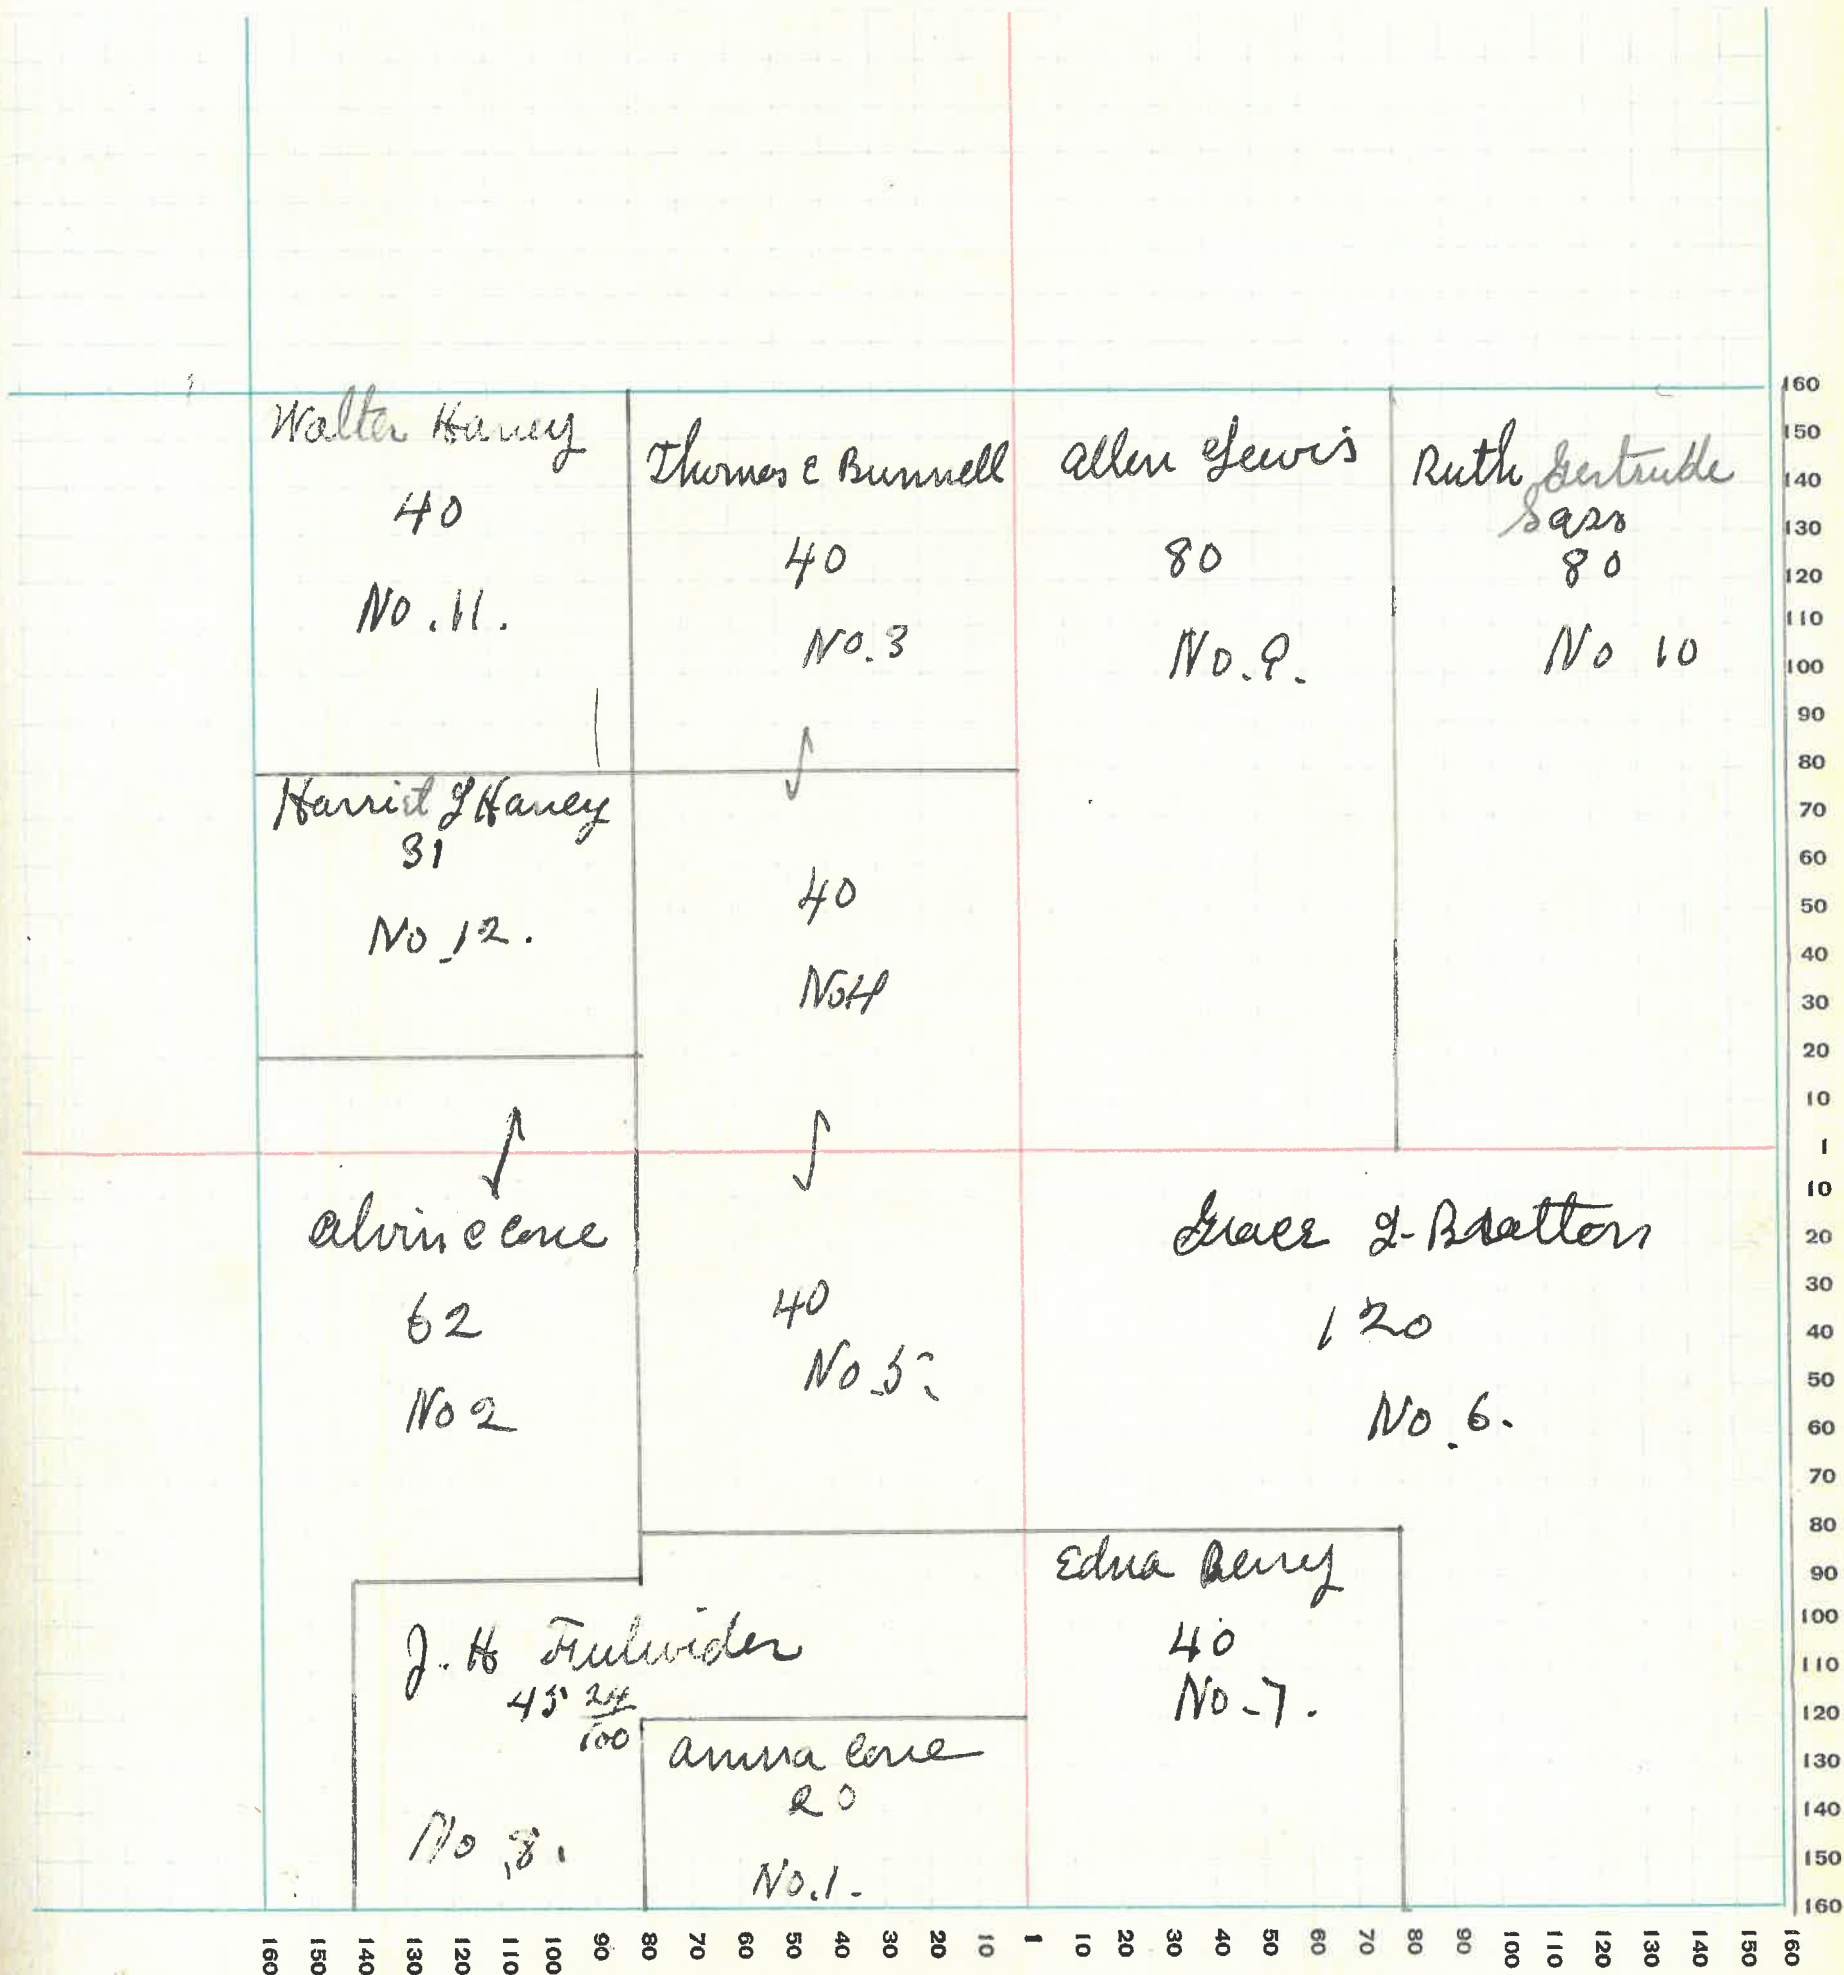 Walter Haney
40
No. 11.
Thomas C Bunnell
40
No. 3
Allen Lewis
80
No. 9.
Ruth Gertrude
Sass
80
No 10
Harriet L Haney
31
No 12.
40
No 4
Alvin C Cone
62
No 2
40
No 5
Grace L. Bratton
120
No. 6.
J. H Fulwider
45 24/100
No 8.
Anna Cone
20
No. 1.
Edna Berry
40
No. 7.
160
150
140
130
120
110
100
90
80
70
60
50
40
30
20
10
1
10
20
30
40
50
60
70
80
90
100
110
120
130
140
150
160
160 150 140 120 110 100 90 80 70 60 50 40 30 20 10 1 10 20 30 40 50 60 70 80 90 100 110 120 130 140 150 160